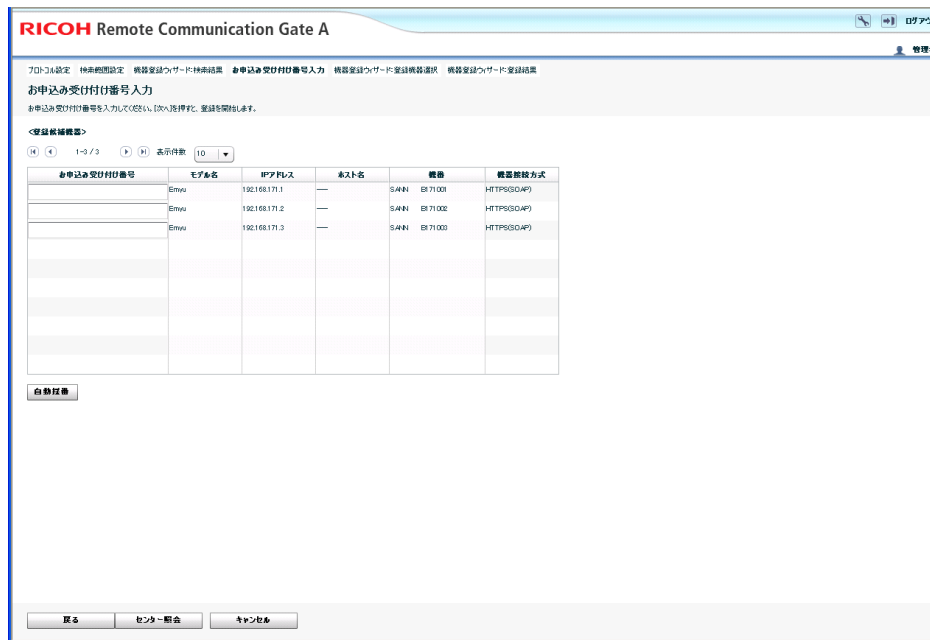 RICOH Remote Communication Gate A
ログアウ
管理
プロトコル設定 検索範囲設定 機器登録ウィザード:検索結果 お申込み受け付け番号入力 機器登録ウィザード:登録機器選択 機器登録ウィザード:登録結果
お申込み受け付け番号入力
お申込み受け付け番号を入力してください。[次へ]を押すと、登録を開始します。
<登録候補機器>
1-3 / 3 表示件数 10
お申込み受け付け番号 モデル名 IPアドレス ホスト名 機番 機器接続方式
Emyu 192.168.171.1 ---- SANN B171001 HTTPS(SOAP)
Emyu 192.168.171.2 ---- SANN B171002 HTTPS(SOAP)
Emyu 192.168.171.3 ---- SANN B171003 HTTPS(SOAP)
自動採番
戻る センター照会 キャンセル